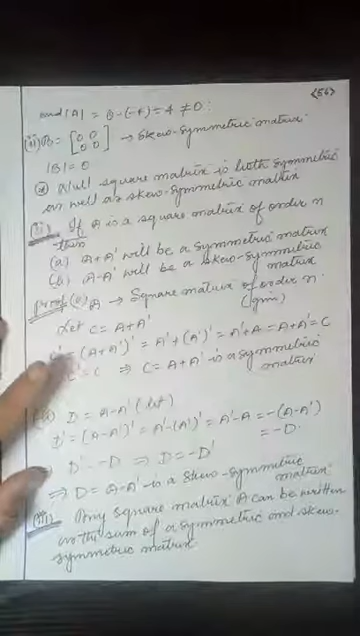 <56>
and |A| = 0-(-4) = 4 ≠ 0
(ii) B = [0 0
0 0] → Skew-symmetric matrix
|B| = 0
Null square matrix is both symmetric
as well as skew-symmetric matrix
If A is a square matrix of order n
then
(a) A+A' will be a symmetric matrix
(b) A-A' will be a skew-symmetric
matrix
Proof (a) A → Square matrix of order n.
(given)
Let C = A+A'
C' = (A+A')' = A'+(A')' = A'+A = A+A' = C
= C ⇒ C = A+A' is a symmetric
matrix
D = A-A' (let)
D' = (A-A')' = A'-(A')' = A'-A = -(A-A')
= -D
D' = -D ⇒ D = -D'
⇒ D = A-A' is a skew-symmetric
matrix
(iii) Any square matrix A can be written
as the sum of a symmetric and skew-
symmetric matrix